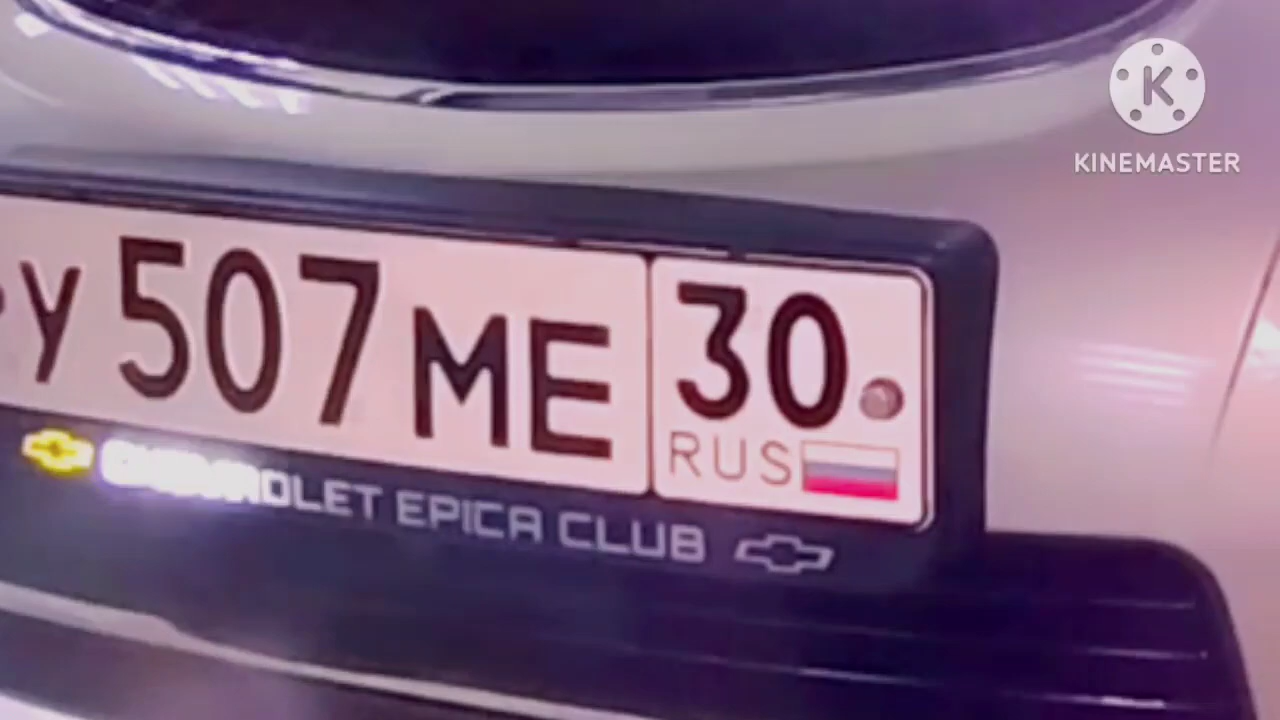 KINEMASTER
У 507 МЕ 30
RUS
CHEVROLET EPICA CLUB